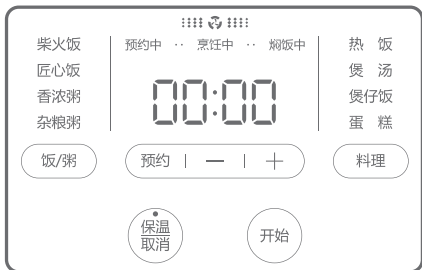 柴火饭
匠心饭
香浓粥
杂粮粥
预约中 ·· 烹饪中 ·· 焖饭中
00:00
热 饭
煲 汤
煲仔饭
蛋 糕
饭/粥
预约 | — | +
料理
保温
取消
开始